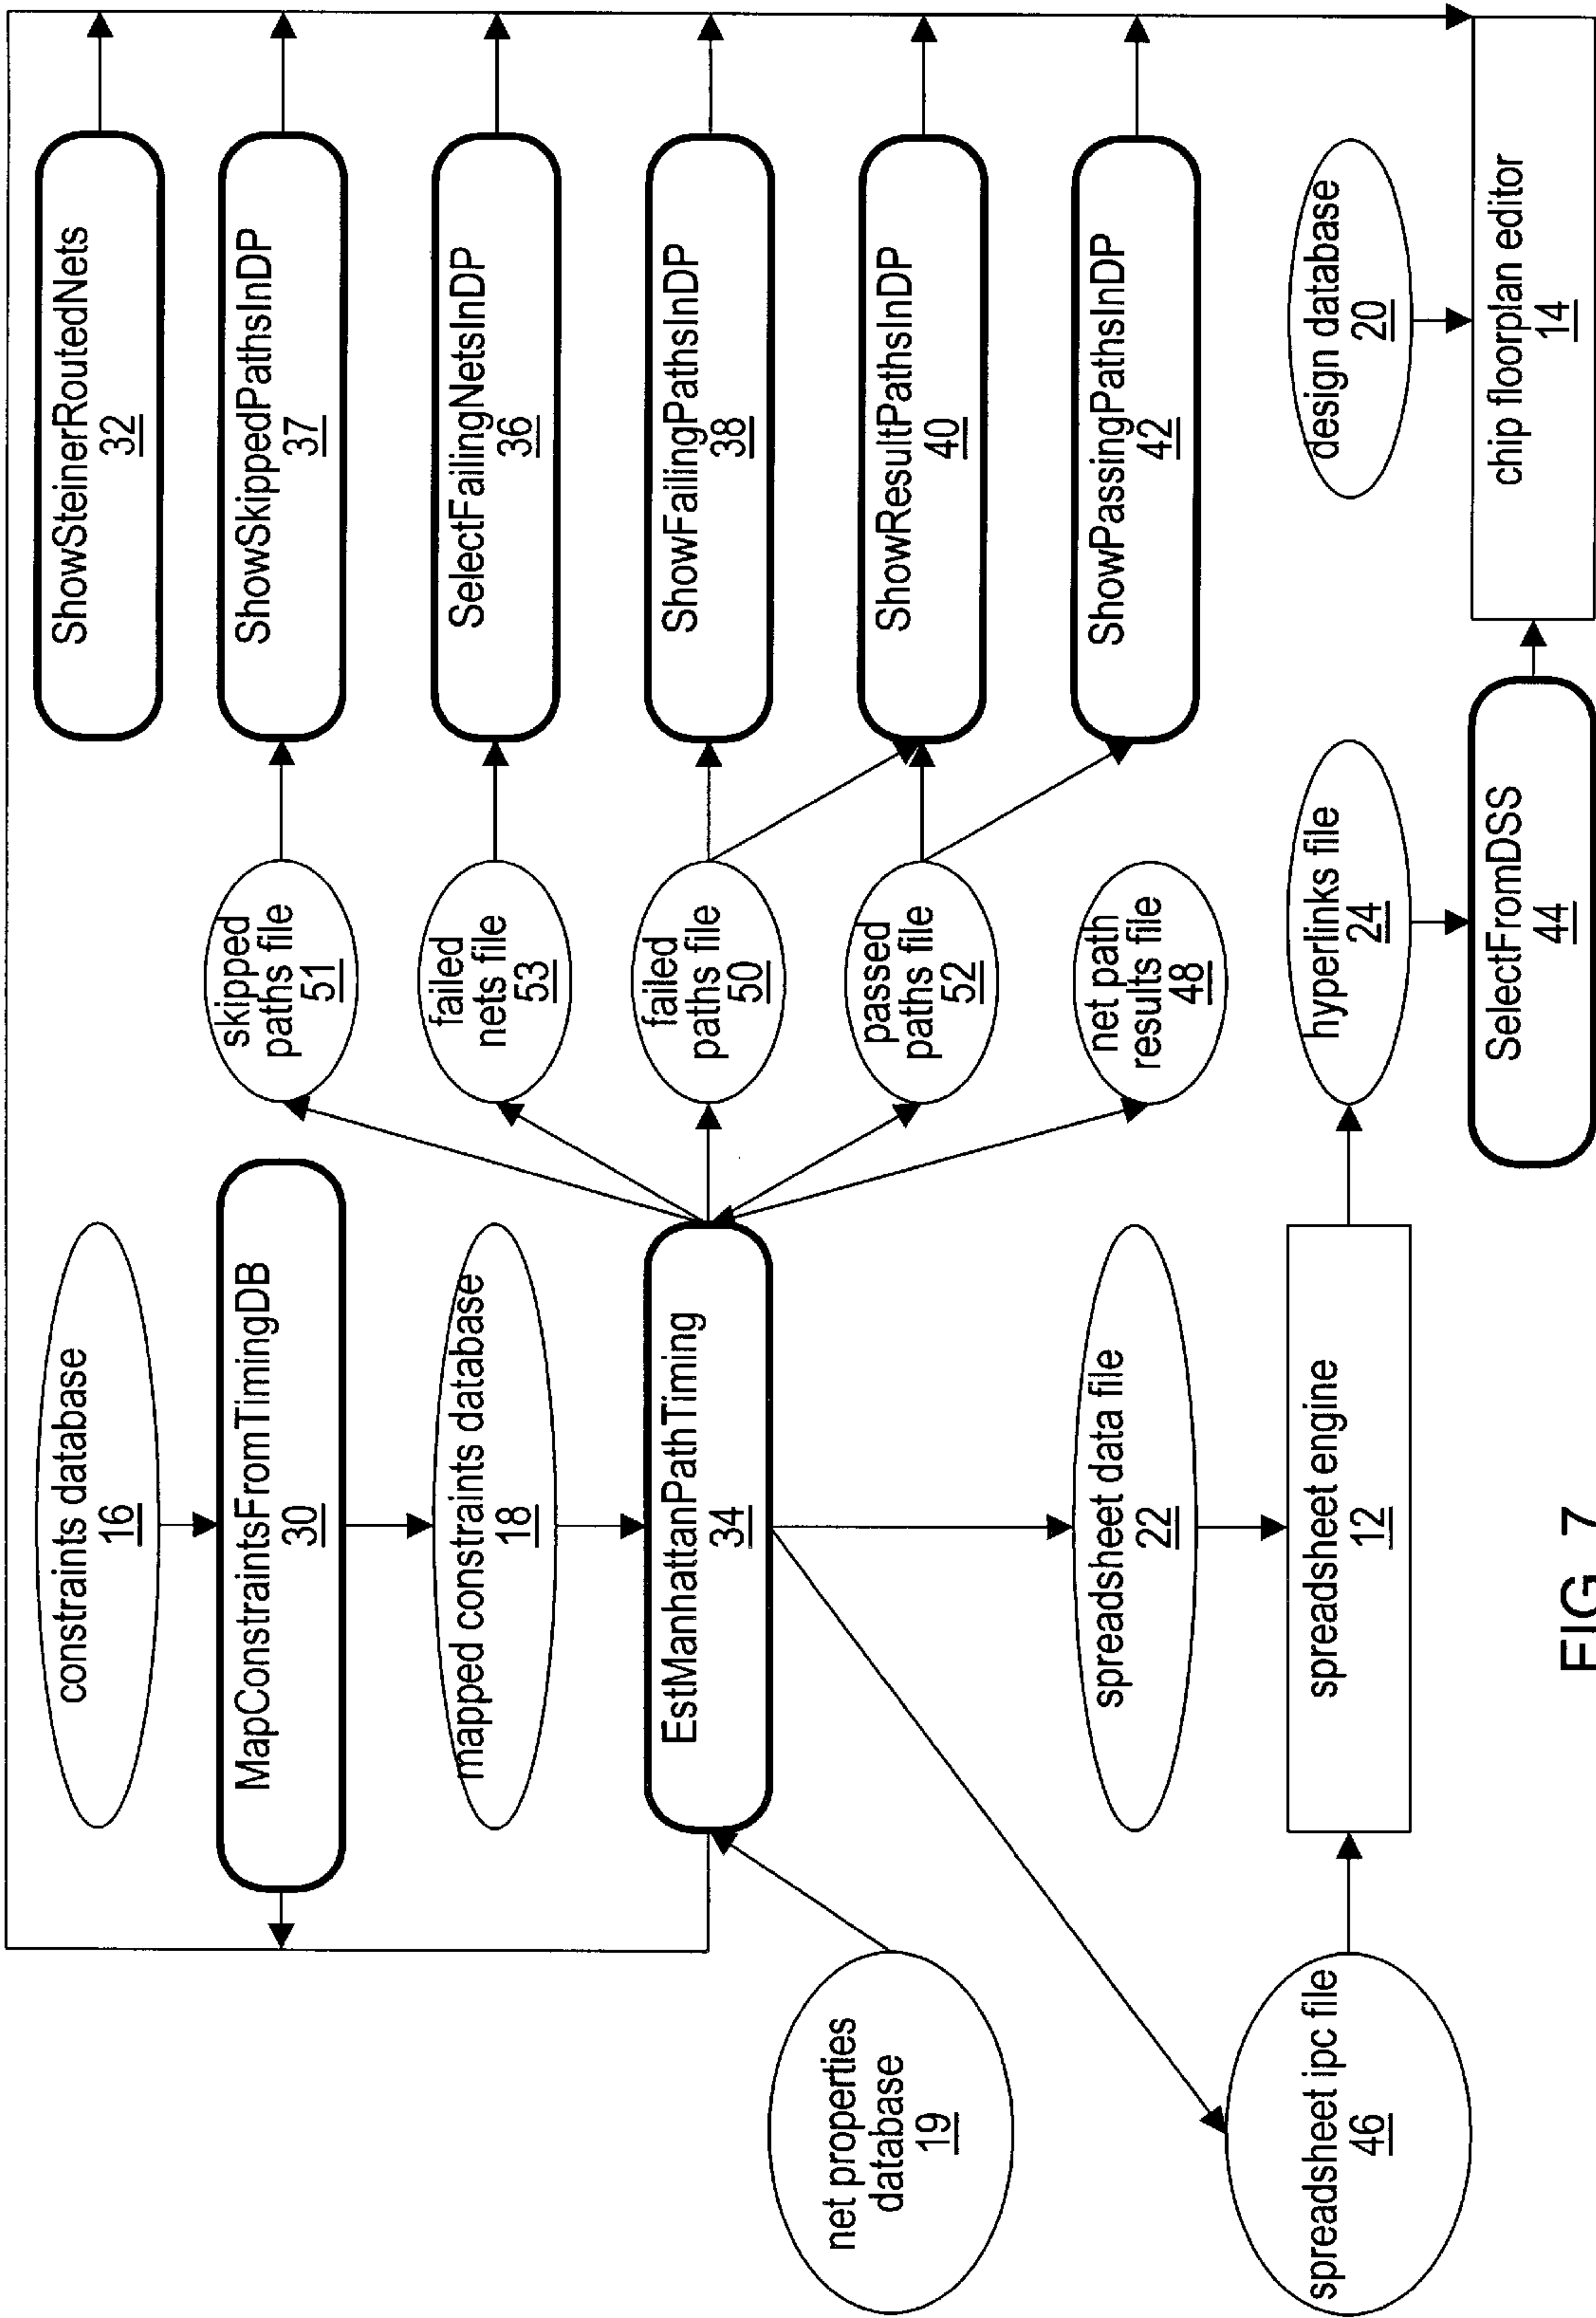 constraints database
16
ShowSteinerRoutedNets
32
MapConstraintsFromTimingDB
30
skipped
paths file
51
ShowSkippedPathsInDP
37
mapped constraints database
18
failed
nets file
53
SelectFailingNetsInDP
36
EstManhattanPathTiming
34
failed
paths file
50
ShowFailingPathsInDP
38
net properties
database
19
passed
paths file
52
ShowResultPathsInDP
40
spreadsheet data file
22
net path
results file
48
ShowPassingPathsInDP
42
spreadsheet ipc file
46
spreadsheet engine
12
hyperlinks file
24
design database
20
SelectFromDSS
44
chip floorplan editor
14
FIG. 7